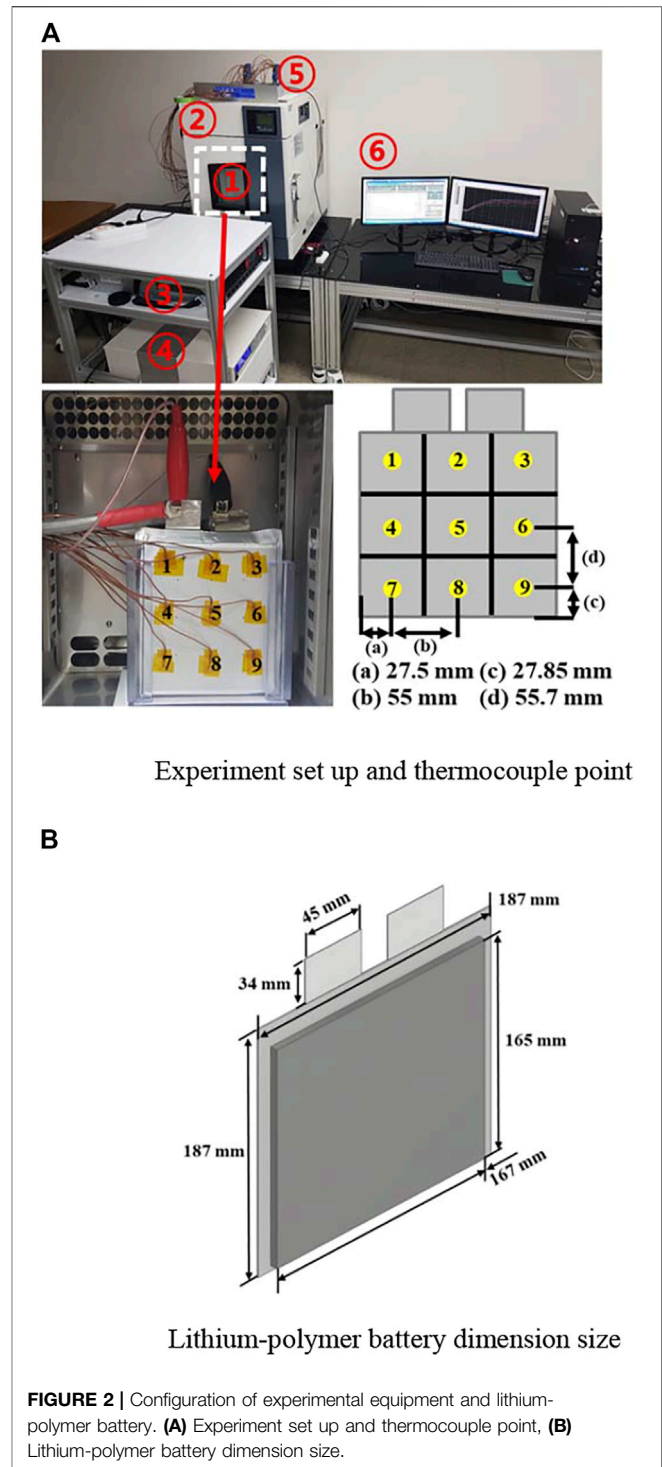 A
⑤
②
⑥
①
③
④
1 2 3
4 5 6
7 8 9
1 2 3
4 5 6
7 8 9
(d)
(c)
(a) (b)
(a) 27.5 mm (c) 27.85 mm
(b) 55 mm (d) 55.7 mm
Experiment set up and thermocouple point
B
45 mm
187 mm
34 mm
165 mm
187 mm
167 mm
Lithium-polymer battery dimension size
FIGURE 2 | Configuration of experimental equipment and lithium-
polymer battery. (A) Experiment set up and thermocouple point, (B)
Lithium-polymer battery dimension size.